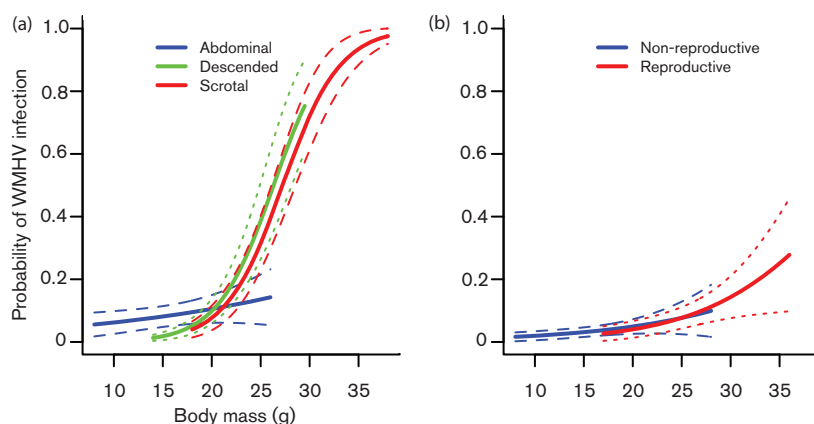 (a)
Abdominal
Descended
Scrotal
Probability of WMHV infection
1.0
0.8
0.6
0.4
0.2
0
10 15 20 25 30 35
Body mass (g)
(b)
Non-reproductive
Reproductive
1.0
0.8
0.6
0.4
0.2
0
10 15 20 25 30 35